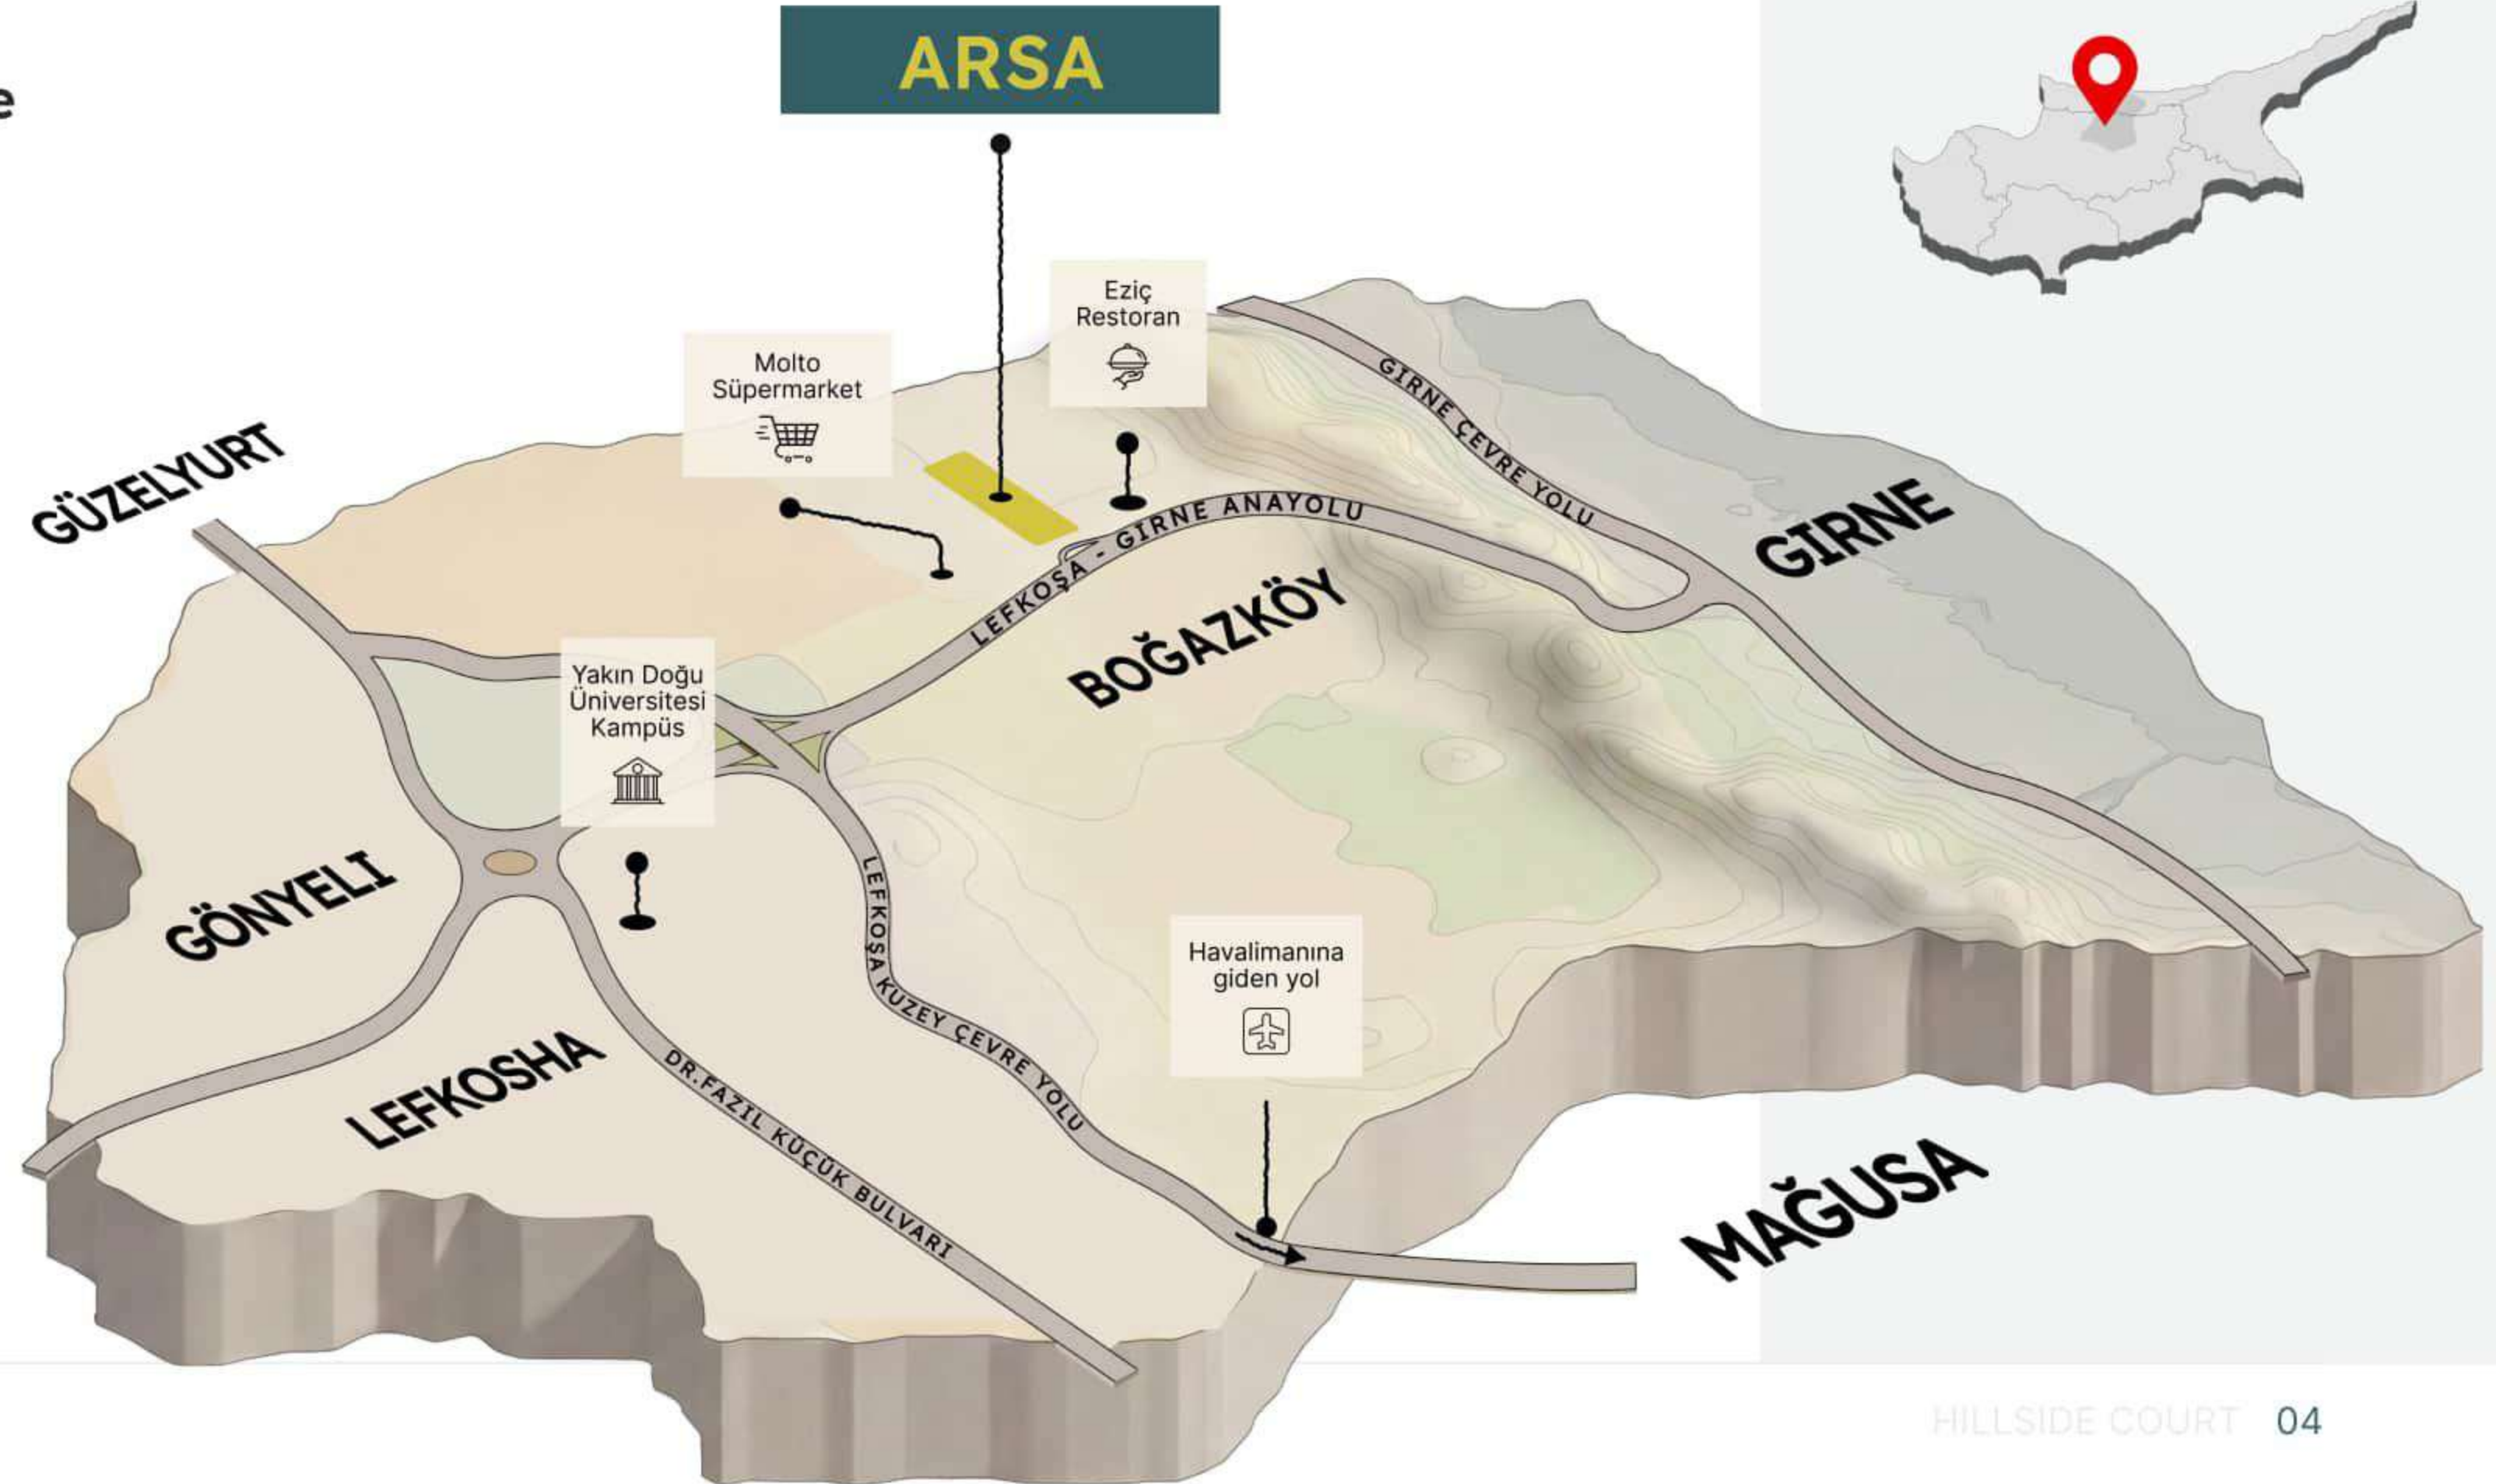 ARSA
e
Eziç
Restoran
Molto
Süpermarket
GİRNE ÇEVRE YOLU
GÜZELYURT
LEFKOŞA - GİRNE ANAYOLU
GIRNE
BOĞAZKÖY
Yakın Doğu
Üniversitesi
Kampüs
GÖNYELI
LEFKOŞA KUZEY ÇEVRE YOLU
Havalimanına
giden yol
LEFKOSHA
DR.FAZIL KÜÇÜK BULVARI
MAĞUSA
HILLSIDE COURT 04